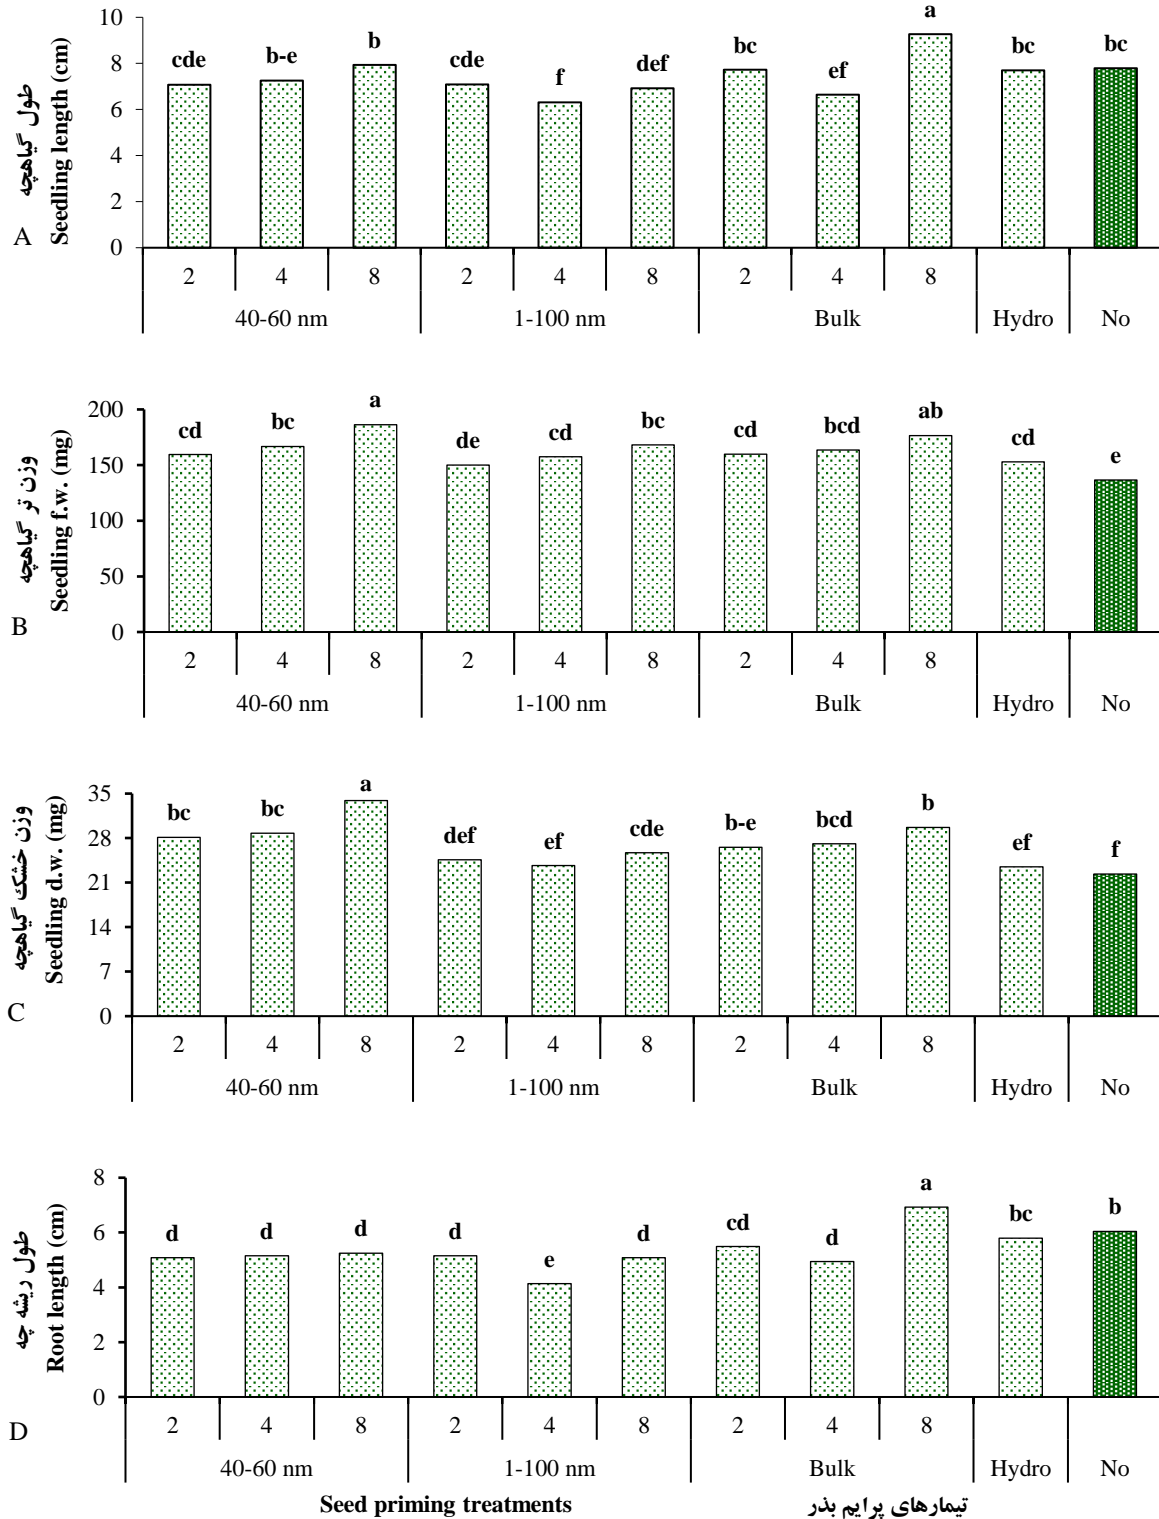 طول گیاهچه
Seedling length (cm)
A
10
8
6
4
2
0
cde
b-e
b
cde
f
def
bc
ef
a
bc
bc
2 4 8 2 4 8 2 4 8
40-60 nm 1-100 nm Bulk Hydro No
وزن تر گیاهچه
Seedling f.w. (mg)
B
200
150
100
50
0
cd
bc
a
de
cd
bc
cd
bcd
ab
cd
e
2 4 8 2 4 8 2 4 8
40-60 nm 1-100 nm Bulk Hydro No
وزن خشک گیاهچه
Seedling d.w. (mg)
C
35
28
21
14
7
0
bc
bc
a
def
ef
cde
b-e
bcd
b
ef
f
2 4 8 2 4 8 2 4 8
40-60 nm 1-100 nm Bulk Hydro No
طول ریشه چه
Root length (cm)
D
8
6
4
2
0
d
d
d
d
e
d
cd
d
a
bc
b
2 4 8 2 4 8 2 4 8
40-60 nm 1-100 nm Bulk Hydro No
Seed priming treatments تیمارهای پرایم بذر